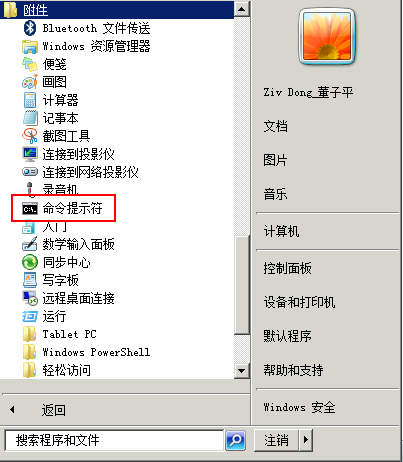 附件
Bluetooth 文件传送
Windows 资源管理器
便笺
画图
计算器
记事本
截图工具
连接到投影仪
连接到网络投影仪
录音机
C:\.
命令提示符
入门
数学输入面板
同步中心
写字板
远程桌面连接
运行
Tablet PC
Windows PowerShell
轻松访问
返回
搜索程序和文件
Ziv Dong_董子平
文档
图片
音乐
计算机
控制面板
设备和打印机
默认程序
帮助和支持
Windows 安全
注销